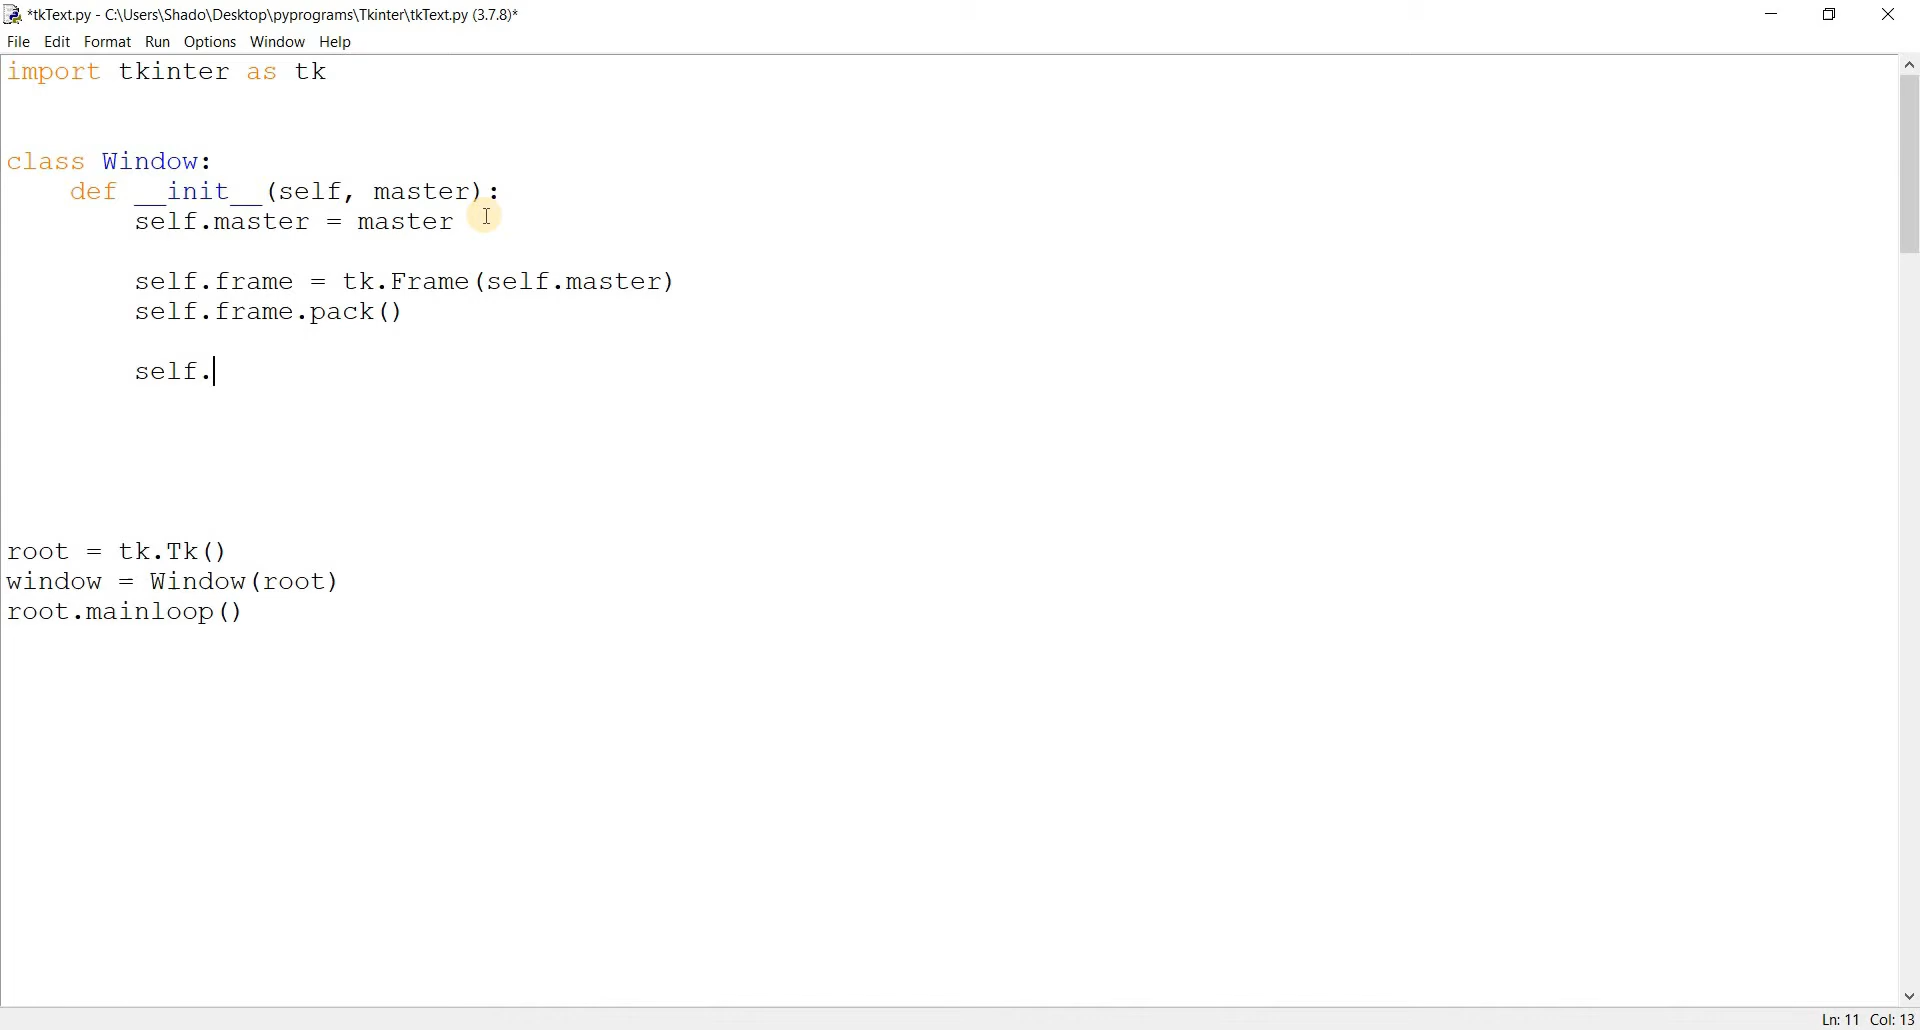 *tkText.py - C:\Users\Shado\Desktop\pyprograms\Tkinter\tkText.py (3.7.8)*
File Edit Format Run Options Window Help
import tkinter as tk
class Window:
    def __init__(self, master):
        self.master = master
        self.frame = tk.Frame(self.master)
        self.frame.pack()
        self.
root = tk.Tk()
window = Window(root)
root.mainloop()
Ln: 11 Col: 13